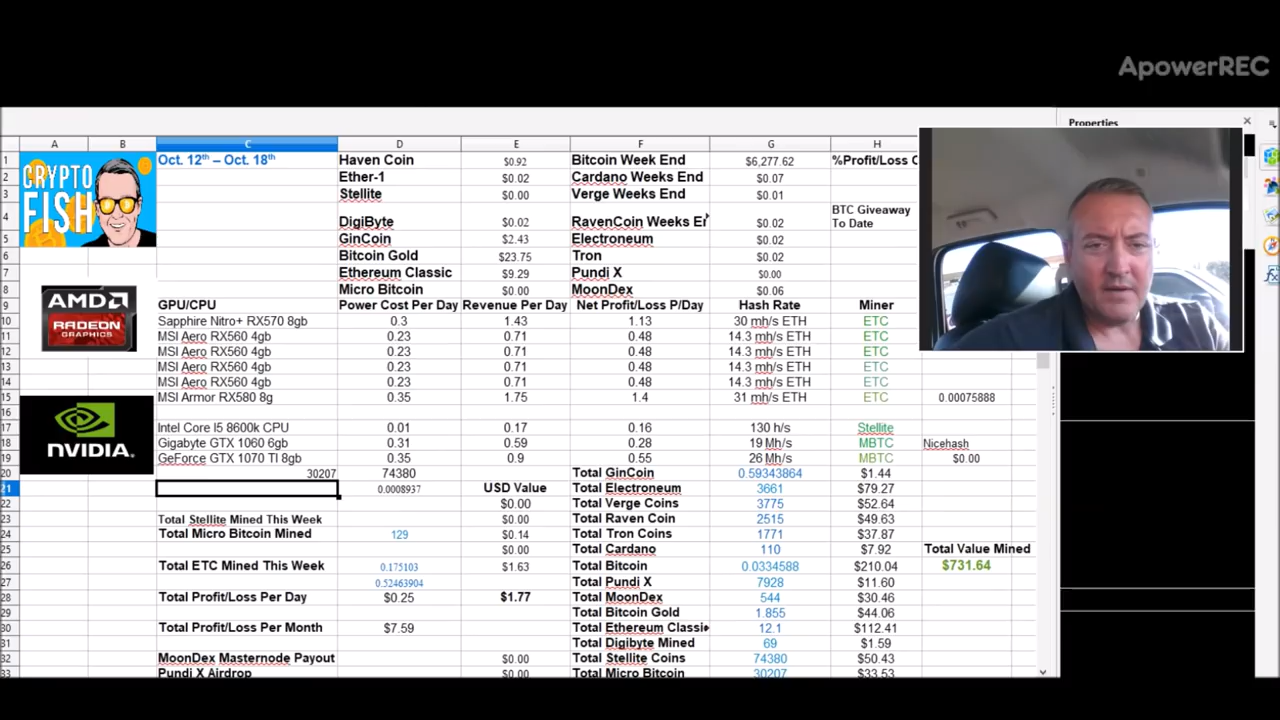 ApowerREC
Properties
A B C D E F G H
1 Oct. 12th – Oct. 18th Haven Coin $0.92 Bitcoin Week End $6,277.62 %Profit/Loss C
2 Ether-1 $0.02 Cardano Weeks End $0.07
3 Stellite $0.00 Verge Weeks End $0.01
4 DigiByte $0.02 RavenCoin Weeks E $0.02 BTC Giveaway To Date
5 GinCoin $2.43 Electroneum $0.02
6 Bitcoin Gold $23.75 Tron $0.02
7 Ethereum Classic $9.29 Pundi X $0.00
8 Micro Bitcoin $0.00 MoonDex $0.06
CRYPTO
FISH
AMD
RADEON
GRAPHICS
NVIDIA.
9 GPU/CPU Power Cost Per Day Revenue Per Day Net Profit/Loss P/Day Hash Rate Miner
10 Sapphire Nitro+ RX570 8gb 0.3 1.43 1.13 30 mh/s ETH ETC
11 MSI Aero RX560 4gb 0.23 0.71 0.48 14.3 mh/s ETH ETC
12 MSI Aero RX560 4gb 0.23 0.71 0.48 14.3 mh/s ETH ETC
13 MSI Aero RX560 4gb 0.23 0.71 0.48 14.3 mh/s ETH ETC
14 MSI Aero RX560 4gb 0.23 0.71 0.48 14.3 mh/s ETH ETC
15 MSI Armor RX580 8g 0.35 1.75 1.4 31 mh/s ETH ETC 0.00075888
16
17 Intel Core I5 8600k CPU 0.01 0.17 0.16 130 h/s Stellite
18 Gigabyte GTX 1060 6gb 0.31 0.59 0.28 19 Mh/s MBTC Nicehash
19 GeForce GTX 1070 TI 8gb 0.35 0.9 0.55 26 Mh/s MBTC $0.00
20 30207 74380 Total GinCoin 0.59343864 $1.44
21 0.0008937 USD Value Total Electroneum 3661 $79.27
22 $0.00 Total Verge Coins 3775 $52.64
23 Total Stellite Mined This Week $0.00 Total Raven Coin 2515 $49.63
24 Total Micro Bitcoin Mined 129 $0.14 Total Tron Coins 1771 $37.87
25 $0.00 Total Cardano 110 $7.92 Total Value Mined
26 Total ETC Mined This Week 0.175103 $1.63 Total Bitcoin 0.0334588 $210.04 $731.64
27 0.52463904 Total Pundi X 7928 $11.60
28 Total Profit/Loss Per Day $0.25 $1.77 Total MoonDex 544 $30.46
29 Total Bitcoin Gold 1.855 $44.06
30 Total Profit/Loss Per Month $7.59 Total Ethereum Classi 12.1 $112.41
31 Total Digibyte Mined 69 $1.59
32 MoonDex Masternode Payout $0.00 Total Stellite Coins 74380 $50.43
33 Pundi X Airdrop $0.00 Total Micro Bitcoin 30207 $33.53